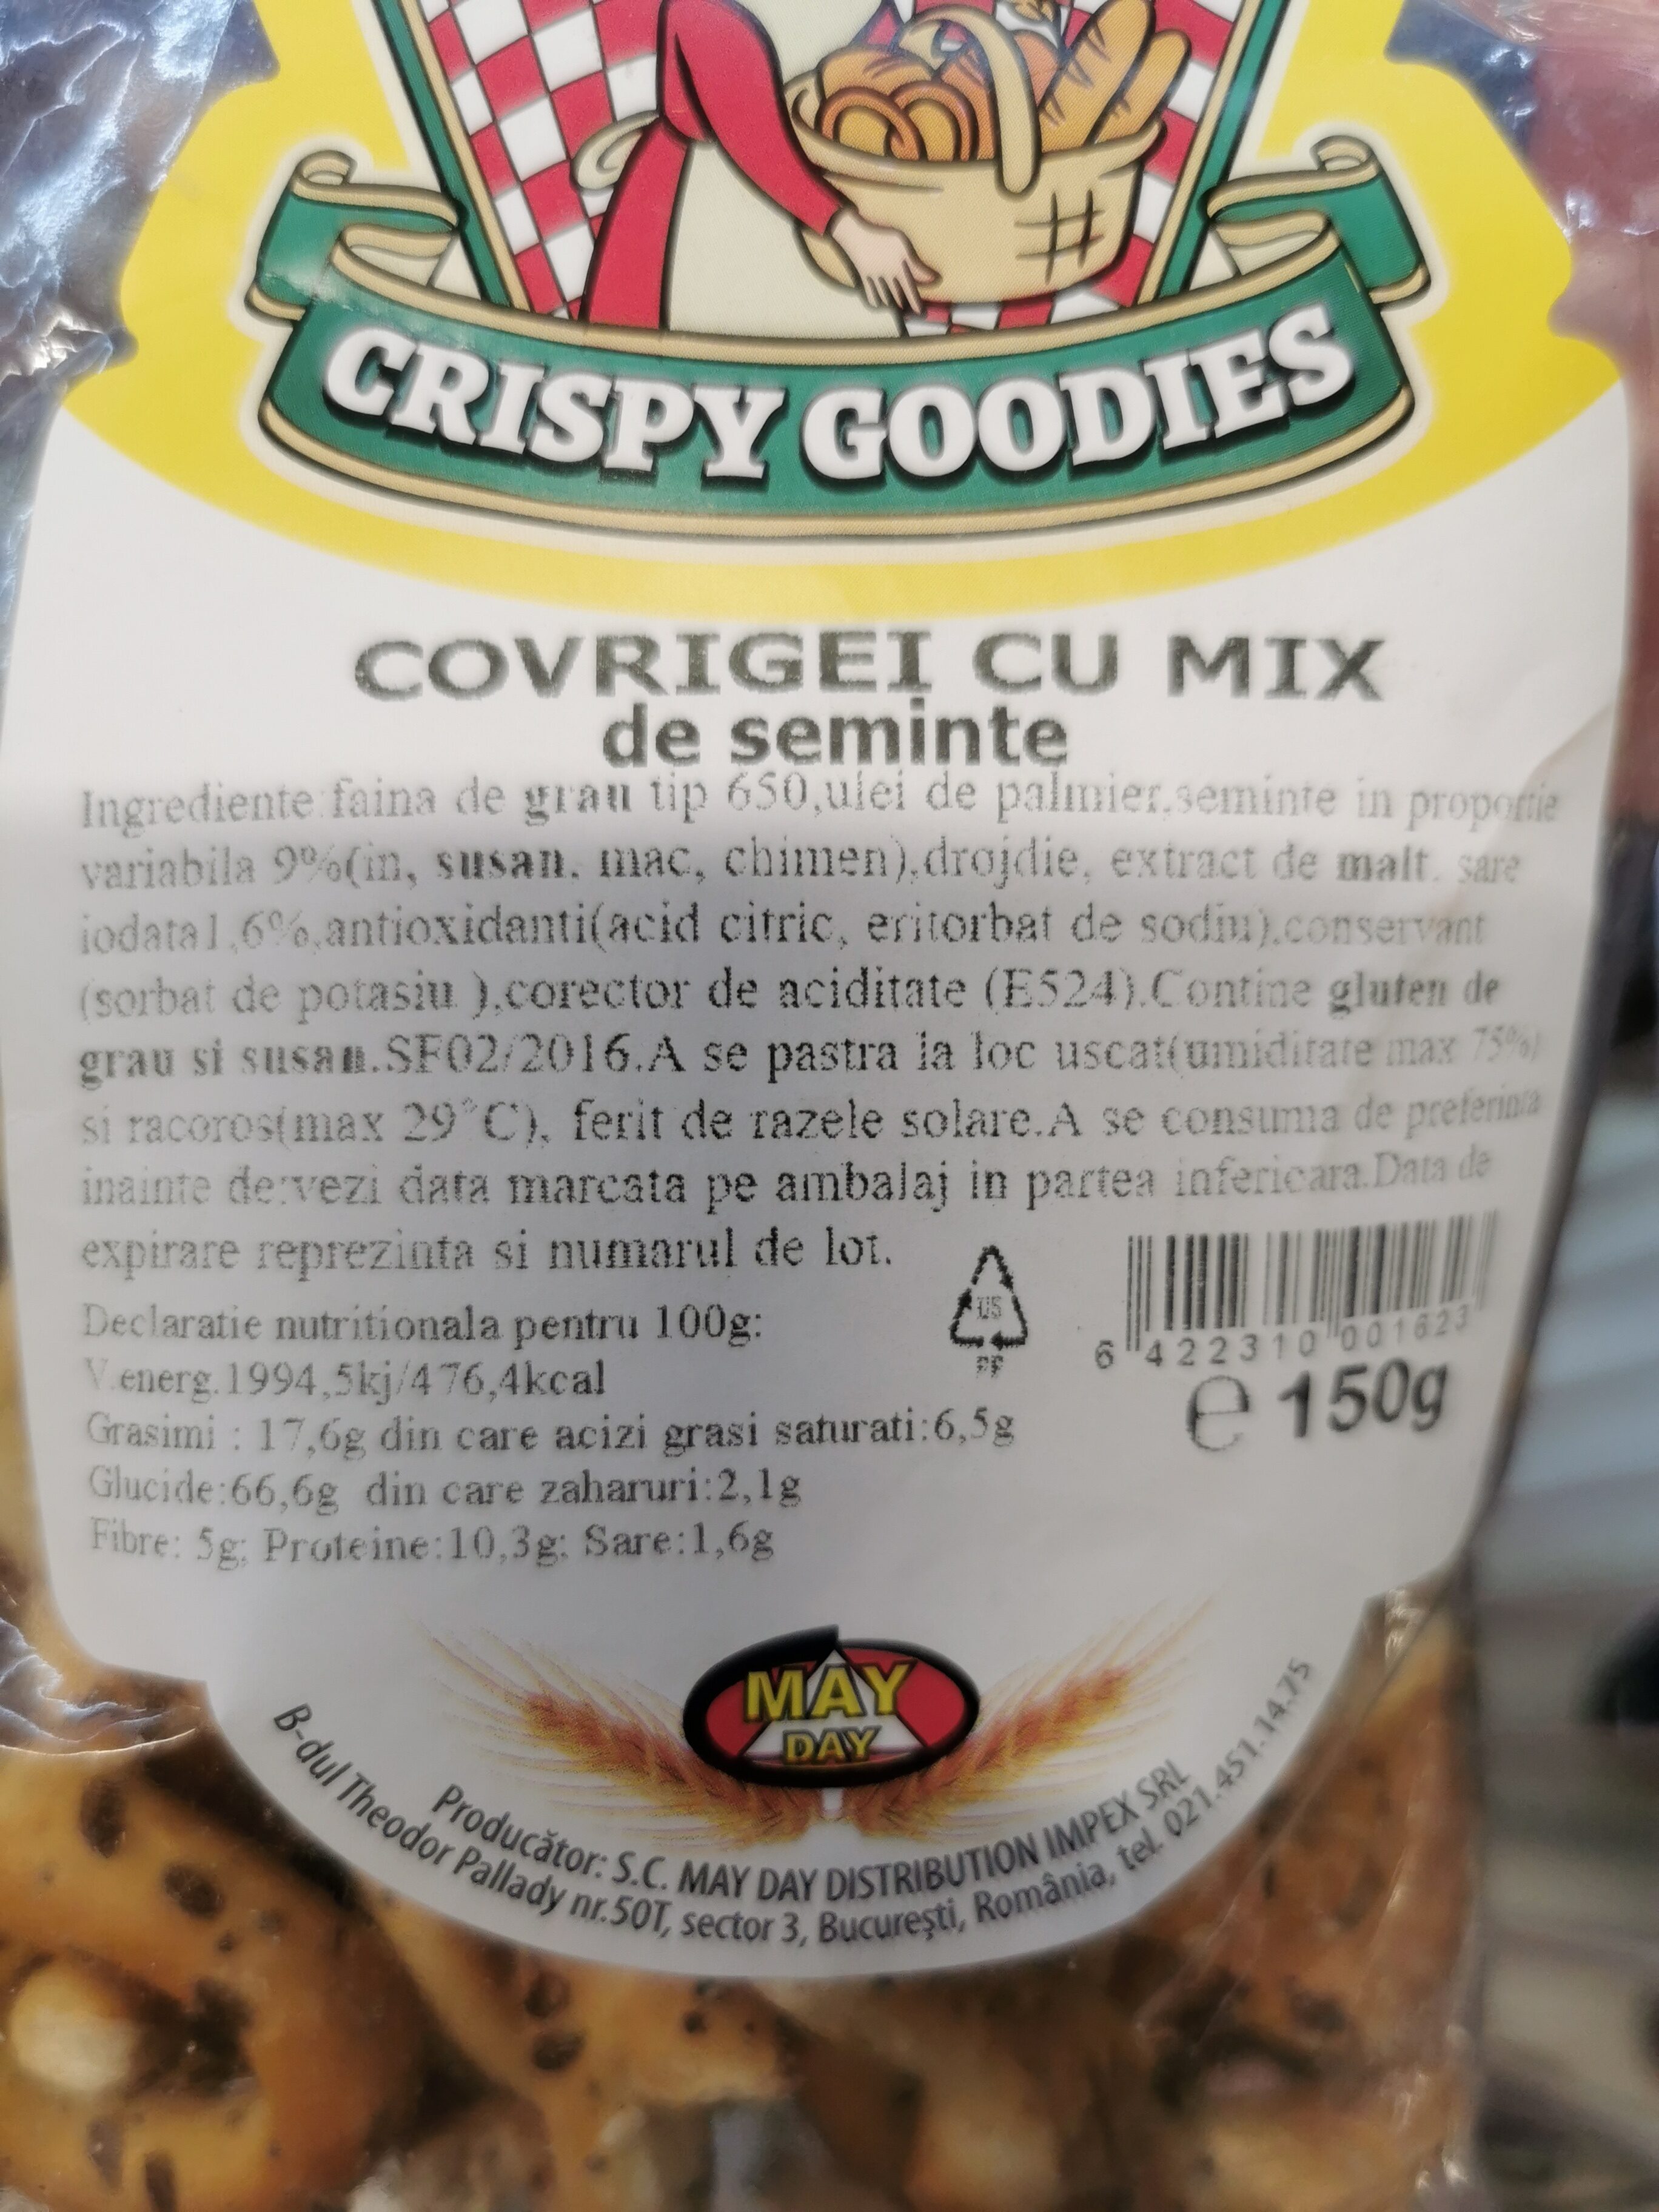 CRISPY GOODIES
COVRIGEI CU MIX
de seminte
Ingrediente:faina de grau tip 650,ulei de palmier,seminte in proportie
variabila 9%(in, susan, mac, chimen),drojdie, extract de malt, sare
iodata1,6%,antioxidanti(acid citric, eritorbat de sodiu),conservant
(sorbat de potasiu ),corector de aciditate (E524).Contine gluten de
grau si susan.SF02/2016.A se pastra la loc uscat(umiditate max 75%)
si racoros(max 29°C), ferit de razele solare.A se consuma de preferinta
inainte de:vezi data marcata pe ambalaj in partea inferioara.Data de
expirare reprezinta si numarul de lot.
Declaratie nutritionala pentru 100g:
V.energ.1994,5kj/476,4kcal
Grasimi : 17,6g din care acizi grasi saturati:6,5g
Glucide:66,6g din care zaharuri:2,1g
Fibre: 5g; Proteine:10,3g; Sare:1,6g
05
PP
6 422310 001623
e 150g
MAY
DAY
Producător: S.C. MAY DAY DISTRIBUTION IMPEX SRL
B-dul Theodor Pallady nr.50T, sector 3, București, România, tel. 021.451.14.75